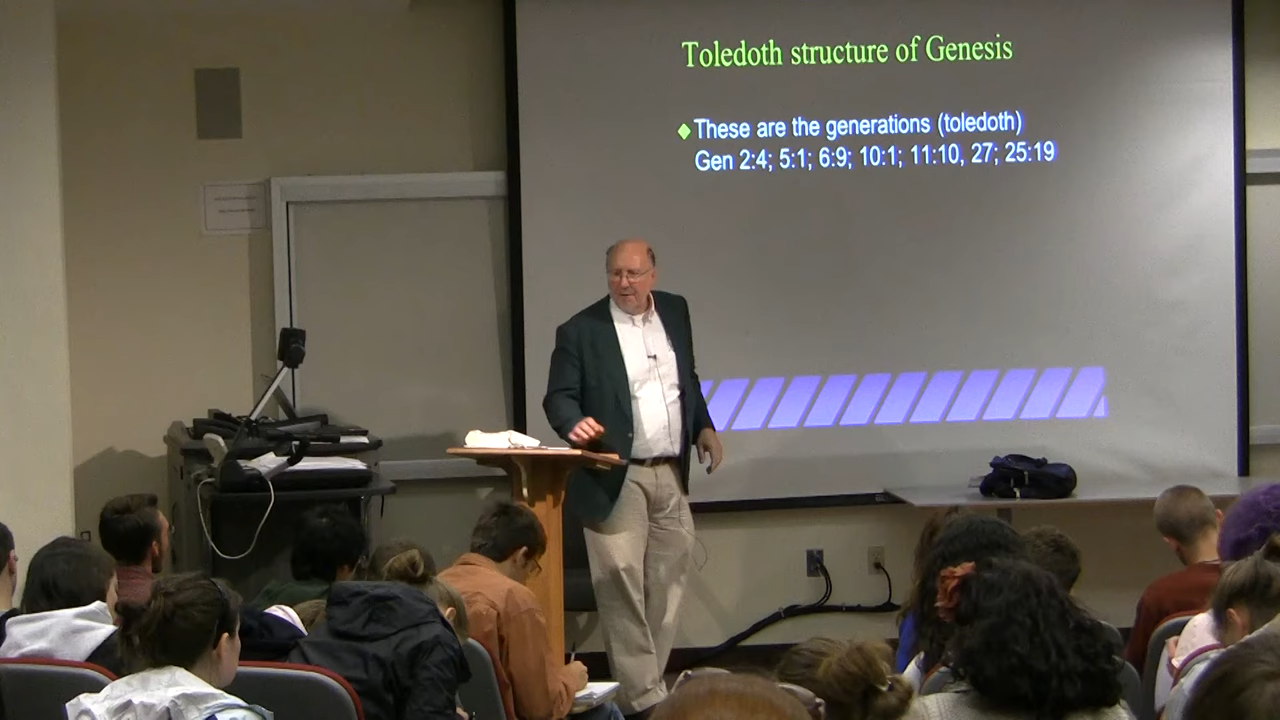 Toledoth structure of Genesis
These are the generations (toledoth)
Gen 2:4; 5:1; 6:9; 10:1; 11:10, 27; 25:19